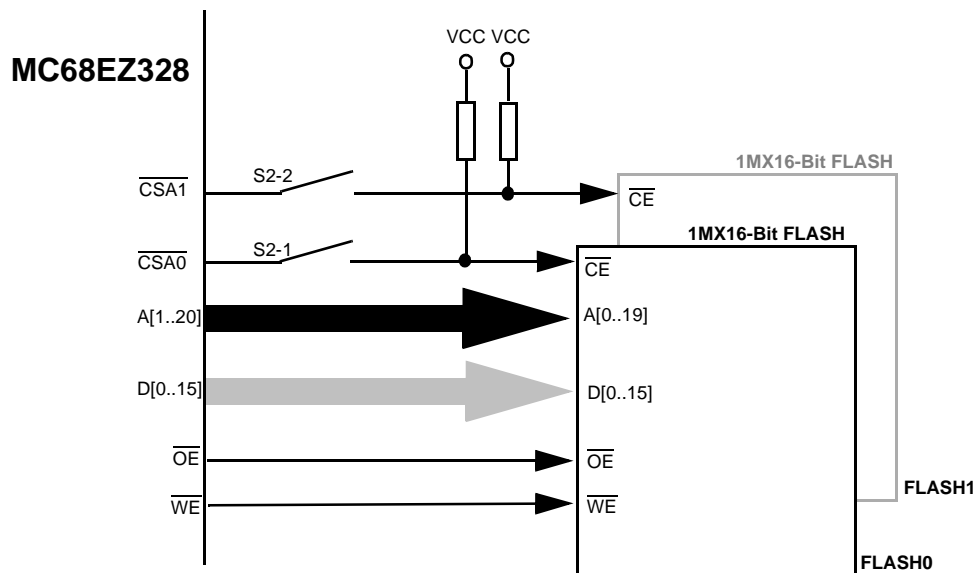 VCC VCC
MC68EZ328
1MX16-Bit FLASH
CSA1
S2-2
CE
1MX16-Bit FLASH
CSA0
S2-1
CE
A[1..20]
A[0..19]
D[0..15]
D[0..15]
OE
OE
WE
WE
FLASH1
FLASH0